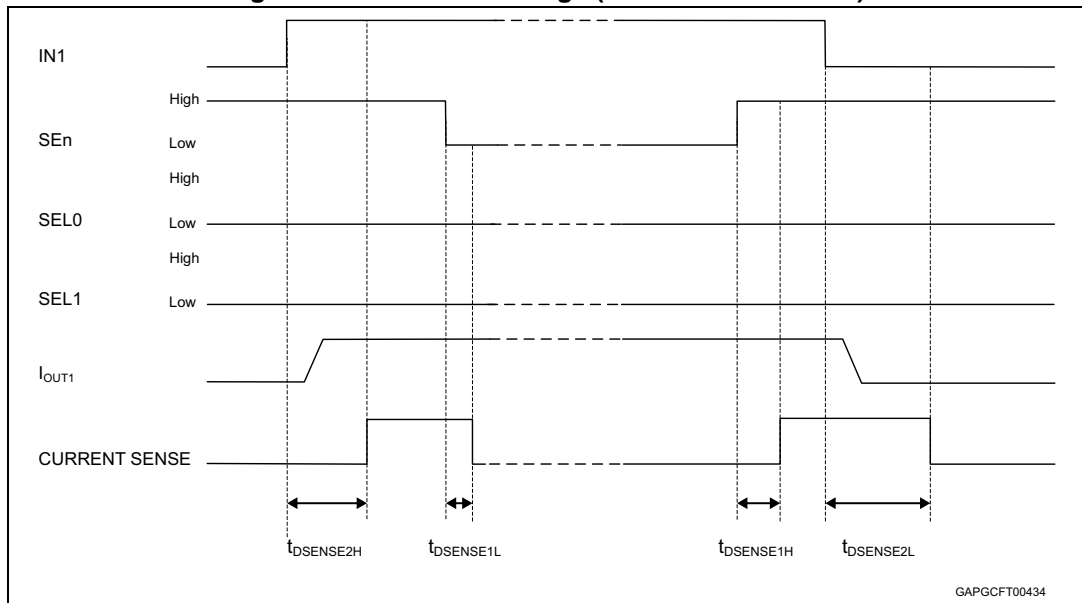 IN1
High
SEn
Low
High
SEL0
Low
High
SEL1
Low
IOUT1
CURRENT SENSE
tDSENSE2H
tDSENSE1L
tDSENSE1H
tDSENSE2L
GAPGCFT00434